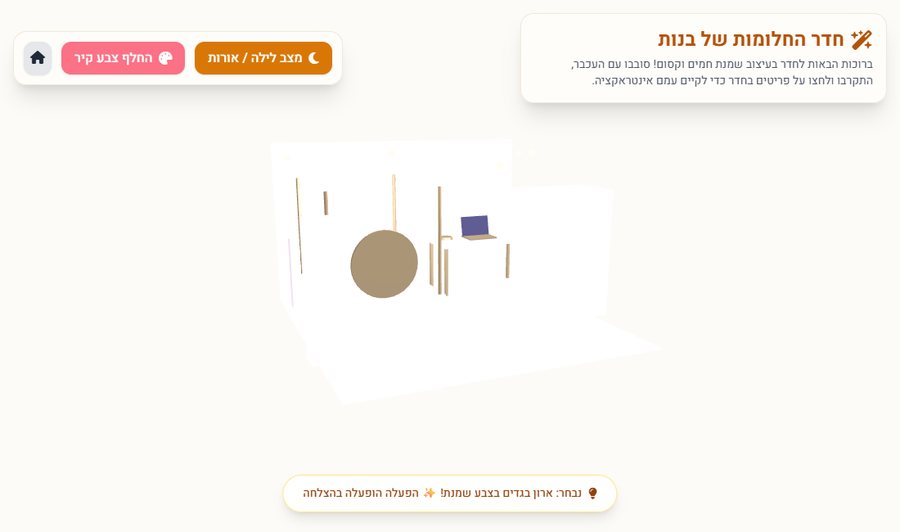 חדר החלומות של בנות
ברוכות הבאות לחדר בעיצוב שמנת חמים וקסום! סובבו עם העכבר,
התקרבו ולחצו על פריטים בחדר כדי לקיים עמם אינטראקציה.
מצב לילה / אורות
החלף צבע קיר
נבחר: ארון בגדים בצבע שמנת! ✨ הפעלה הופעלה בהצלחה